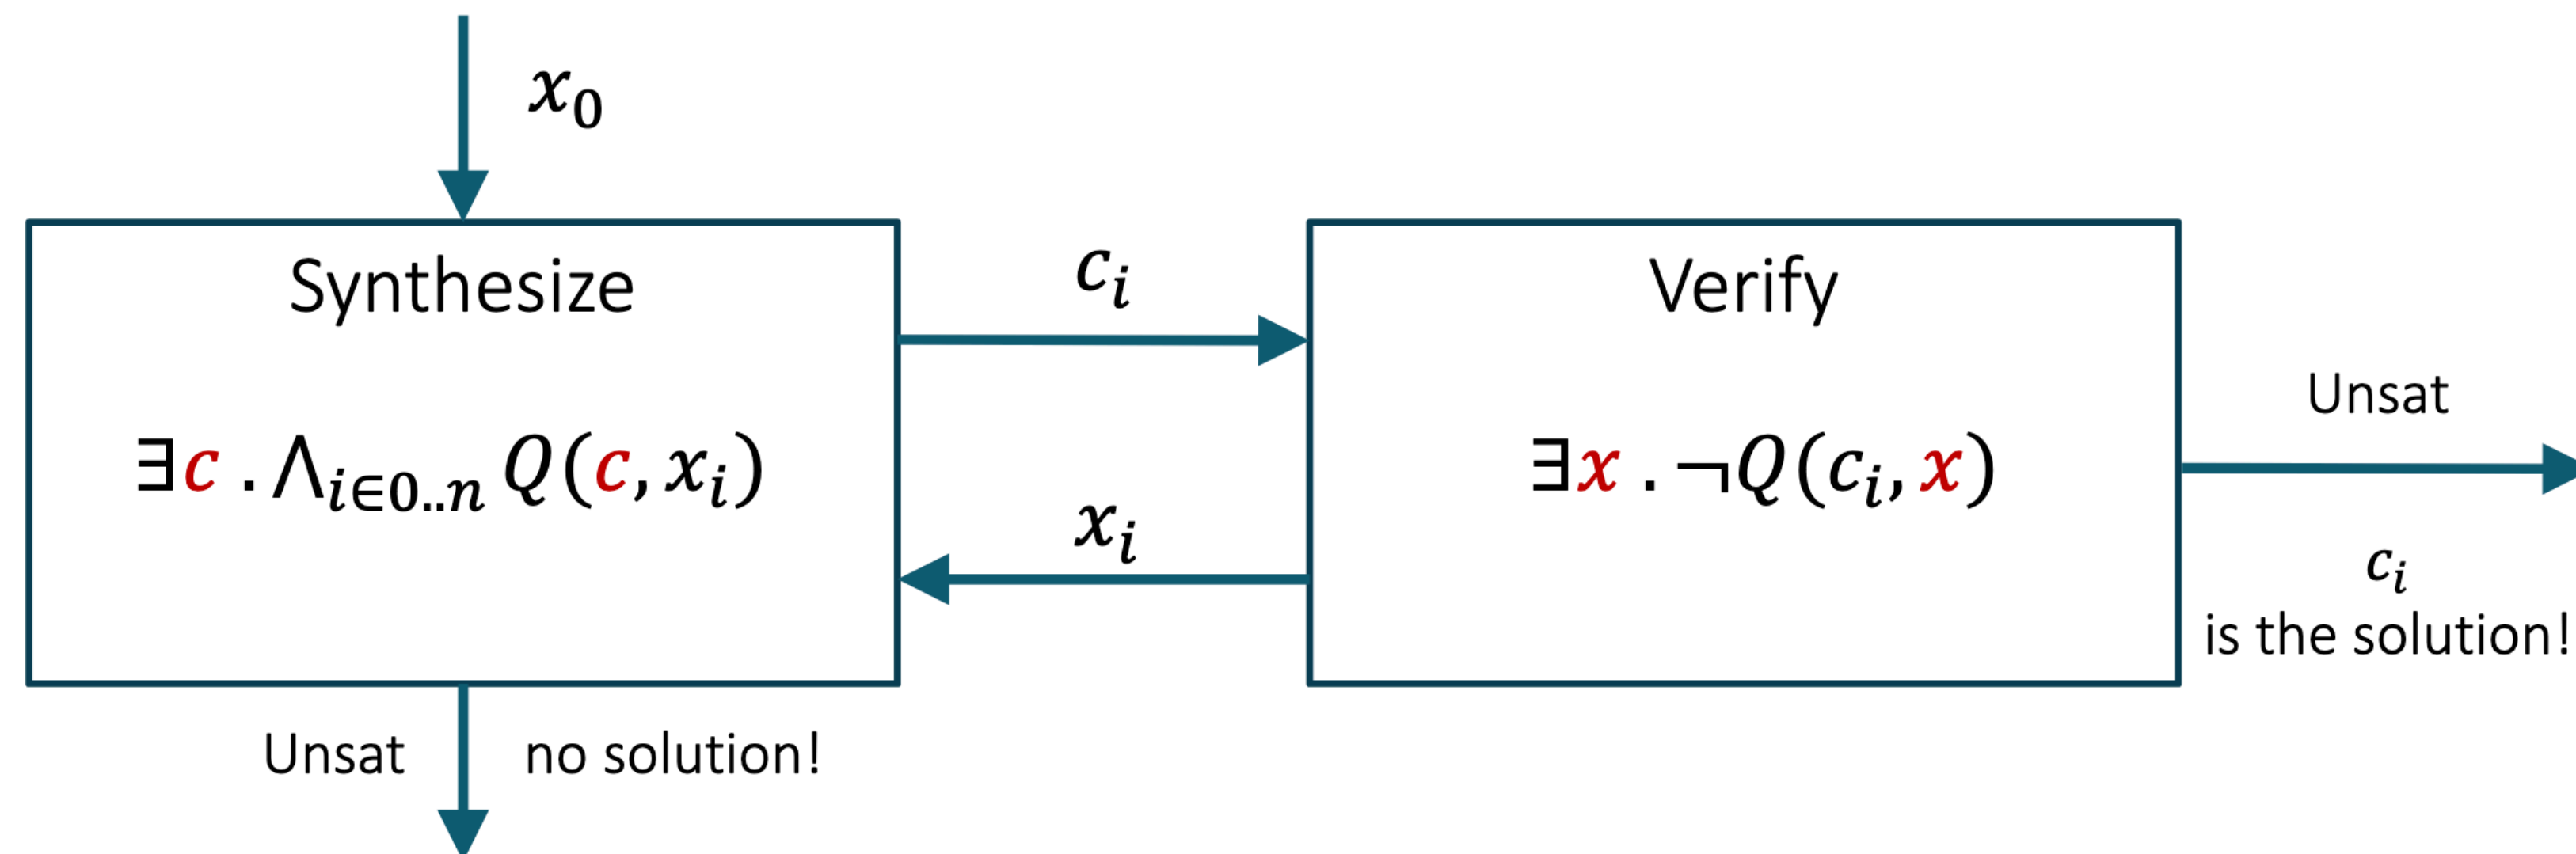 x₀
Synthesize
∃c . ⋀ᵢ∈₀..ₙ Q(c, xᵢ)
cᵢ
xᵢ
Verify
∃x . ¬Q(cᵢ, x)
Unsat
cᵢ
is the solution!
Unsat
no solution!